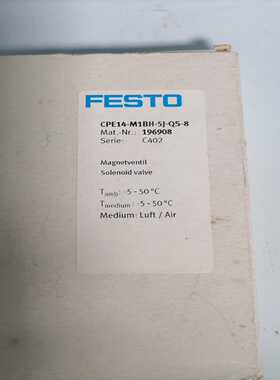 FESTO
CPE14-M1BH-5J-QS-8
Mat.-Nr.: 196908
Serie: C402
Magnetventil
Solenoid valve
Tamb: -5 - 50 °C
Tmedium: -5 - 50 °C
Medium: Luft / Air